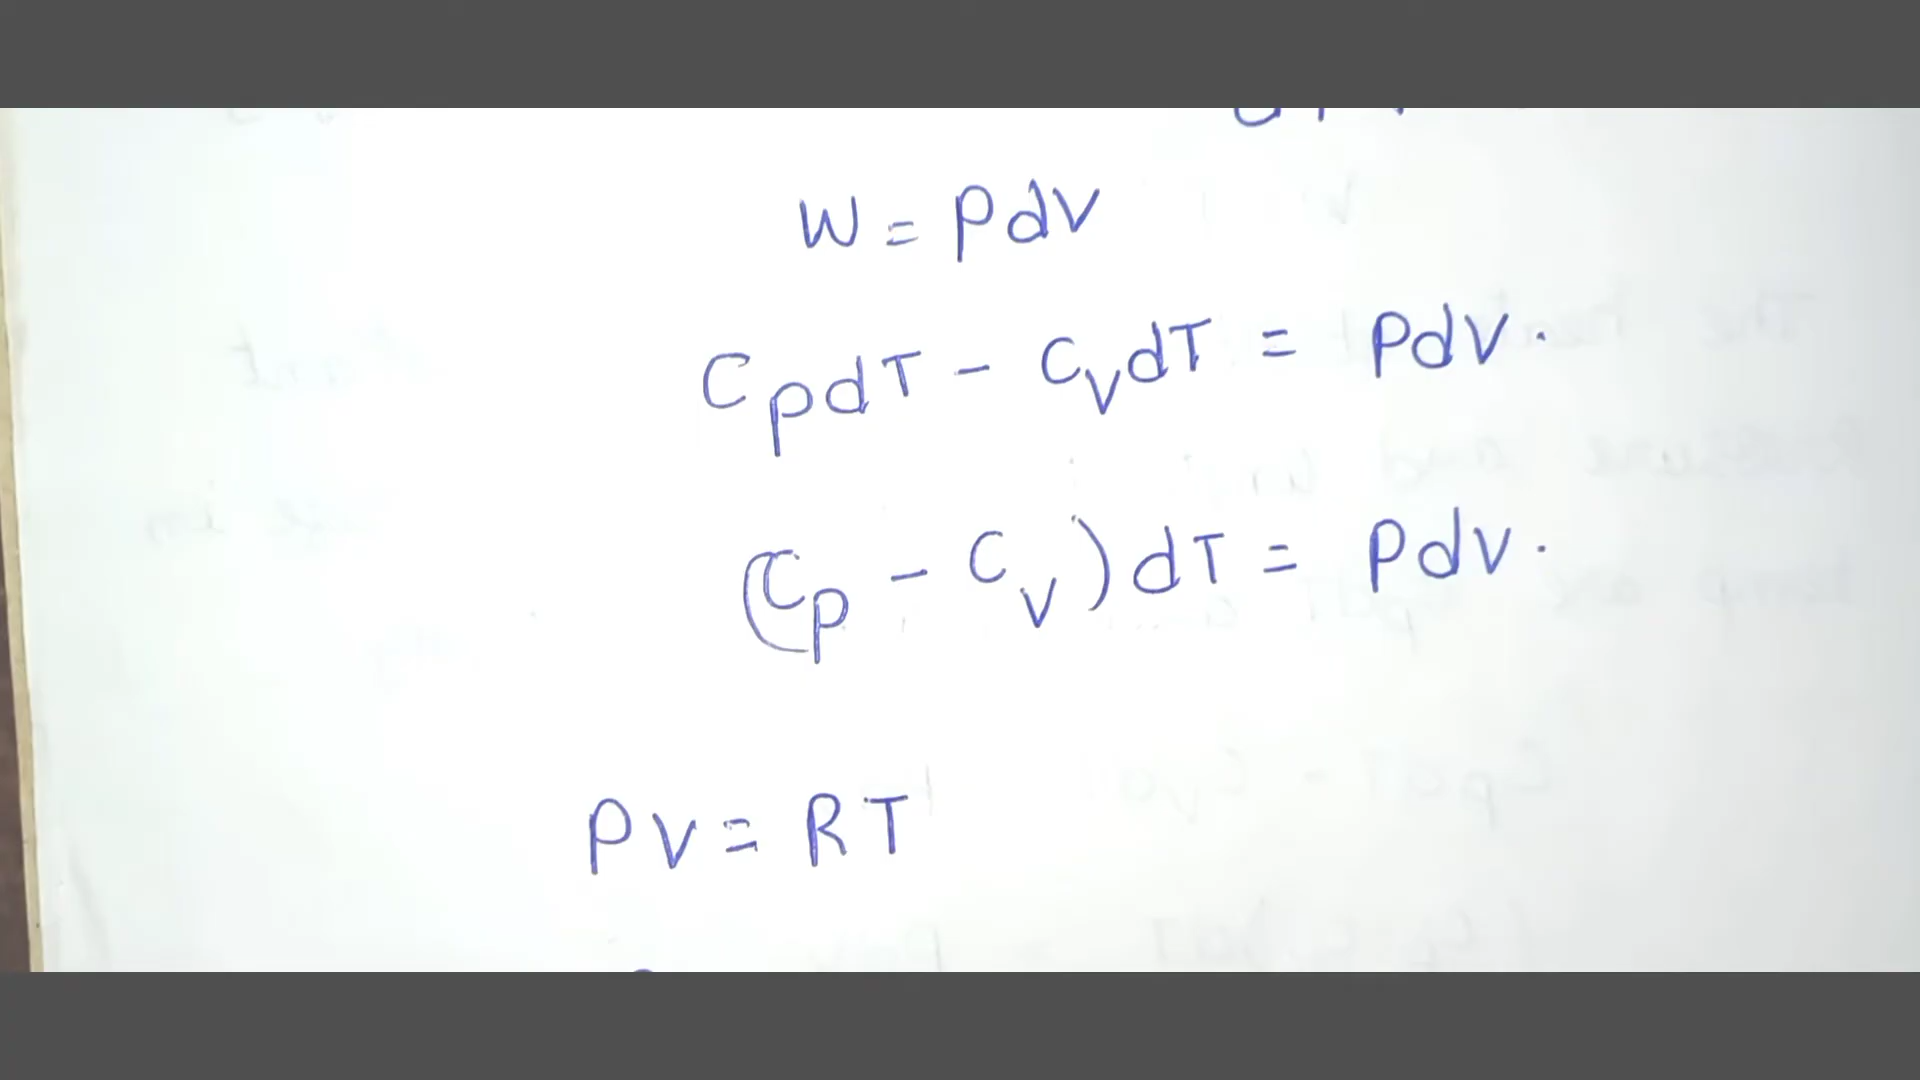 W = PdV
CpdT - CvdT = PdV.
(Cp - Cv)dT = PdV.
PV = RT